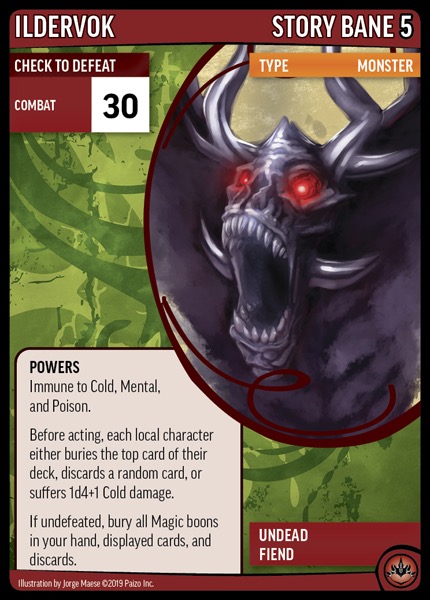 ILDERVOK
STORY BANE 5
CHECK TO DEFEAT
COMBAT
30
TYPE MONSTER
POWERS
Immune to Cold, Mental,
and Poison.
Before acting, each local character
either buries the top card of their
deck, discards a random card, or
suffers 1d4+1 Cold damage.
If undefeated, bury all Magic boons
in your hand, displayed cards, and
discards.
UNDEAD
FIEND
Illustration by Jorge Maese ©2019 Paizo Inc.